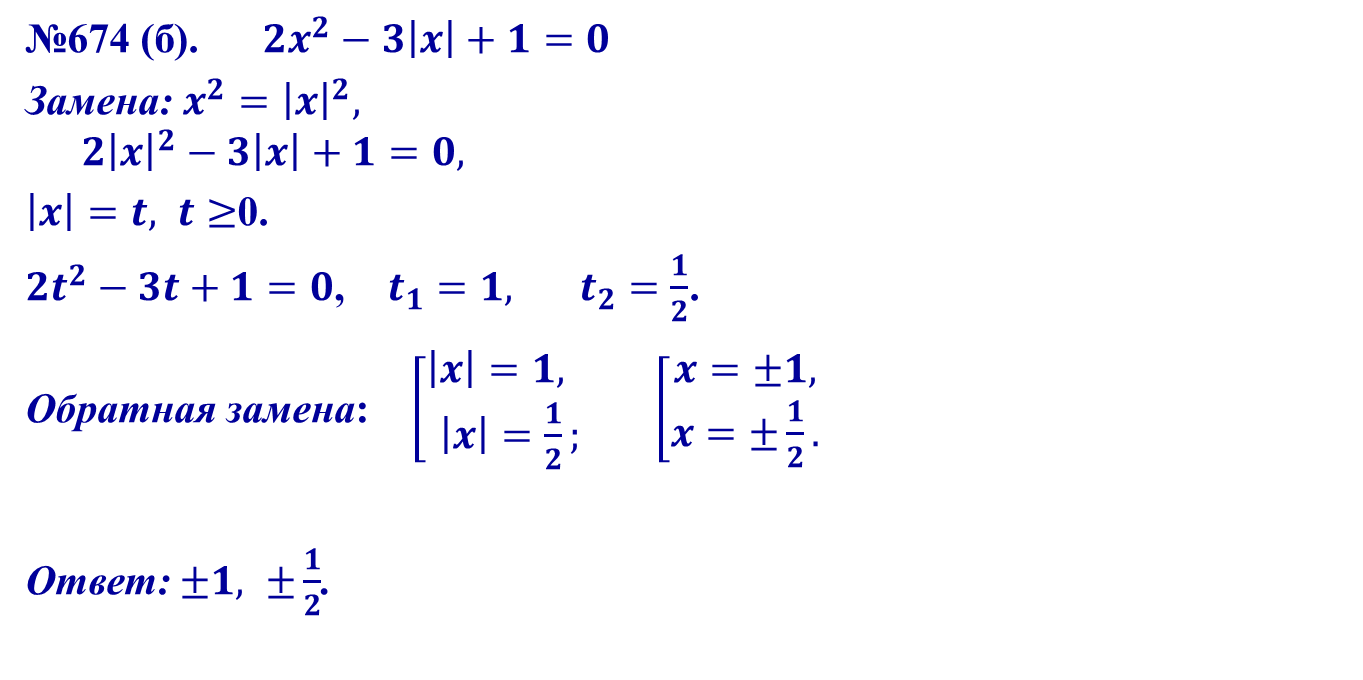 №674 (б). 2x² − 3|x| + 1 = 0
Замена: x² = |x|²,
2|x|² − 3|x| + 1 = 0,
|x| = t, t ≥0.
2t² − 3t + 1 = 0, t₁ = 1, t₂ = 1/2.
Обратная замена: [|x| = 1, |x| = 1/2; [x = ±1, x = ± 1/2.
Ответ: ±1, ± 1/2.